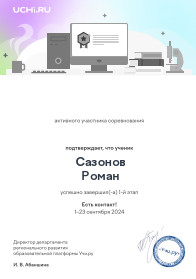 UCHi.RU
активного участника соревнования
подтверждает, что ученик
Сазонов
Роман
успешно завершил(-а) 1-й этап
Есть контакт!
1-23 сентября 2024
Директор департамента
регионального развития
образовательной платформы Учи.ру
И. В. Абакшина